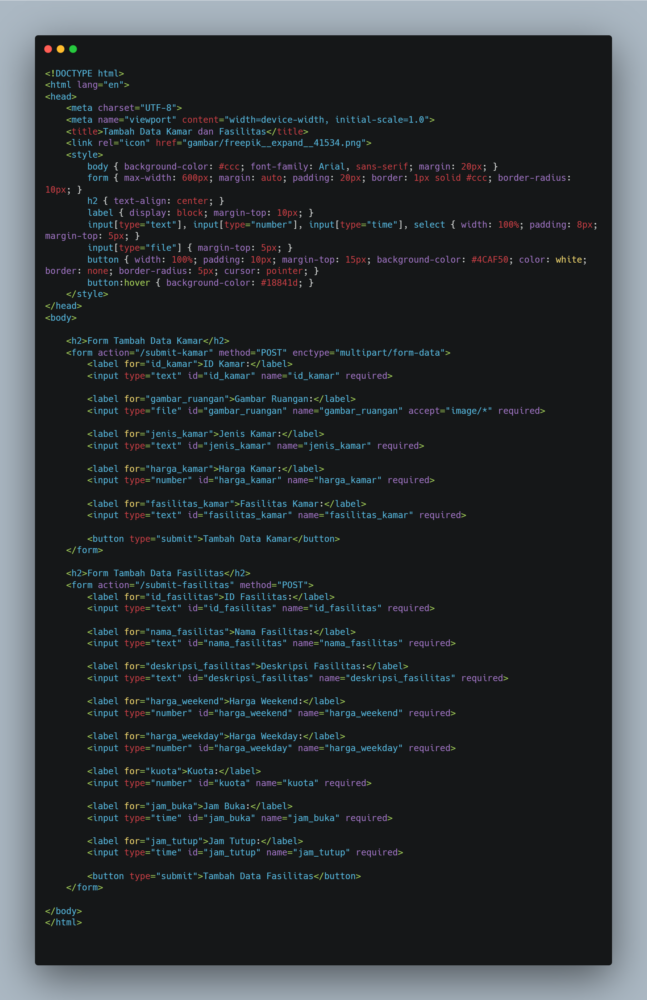 <!DOCTYPE html>
<html lang="en">
<head>
    <meta charset="UTF-8">
    <meta name="viewport" content="width=device-width, initial-scale=1.0">
    <title>Tambah Data Kamar dan Fasilitas</title>
    <link rel="icon" href="gambar/freepik__expand__41534.png">
    <style>
        body { background-color: #ccc; font-family: Arial, sans-serif; margin: 20px; }
        form { max-width: 600px; margin: auto; padding: 20px; border: 1px solid #ccc; border-radius:
10px; }
        h2 { text-align: center; }
        label { display: block; margin-top: 10px; }
        input[type="text"], input[type="number"], input[type="time"], select { width: 100%; padding: 8px;
margin-top: 5px; }
        input[type="file"] { margin-top: 5px; }
        button { width: 100%; padding: 10px; margin-top: 15px; background-color: #4CAF50; color: white;
border: none; border-radius: 5px; cursor: pointer; }
        button:hover { background-color: #18841d; }
    </style>
</head>
<body>

    <h2>Form Tambah Data Kamar</h2>
    <form action="/submit-kamar" method="POST" enctype="multipart/form-data">
        <label for="id_kamar">ID Kamar:</label>
        <input type="text" id="id_kamar" name="id_kamar" required>

        <label for="gambar_ruangan">Gambar Ruangan:</label>
        <input type="file" id="gambar_ruangan" name="gambar_ruangan" accept="image/*" required>

        <label for="jenis_kamar">Jenis Kamar:</label>
        <input type="text" id="jenis_kamar" name="jenis_kamar" required>

        <label for="harga_kamar">Harga Kamar:</label>
        <input type="number" id="harga_kamar" name="harga_kamar" required>

        <label for="fasilitas_kamar">Fasilitas Kamar:</label>
        <input type="text" id="fasilitas_kamar" name="fasilitas_kamar" required>

        <button type="submit">Tambah Data Kamar</button>
    </form>

    <h2>Form Tambah Data Fasilitas</h2>
    <form action="/submit-fasilitas" method="POST">
        <label for="id_fasilitas">ID Fasilitas:</label>
        <input type="text" id="id_fasilitas" name="id_fasilitas" required>

        <label for="nama_fasilitas">Nama Fasilitas:</label>
        <input type="text" id="nama_fasilitas" name="nama_fasilitas" required>

        <label for="deskripsi_fasilitas">Deskripsi Fasilitas:</label>
        <input type="text" id="deskripsi_fasilitas" name="deskripsi_fasilitas" required>

        <label for="harga_weekend">Harga Weekend:</label>
        <input type="number" id="harga_weekend" name="harga_weekend" required>

        <label for="harga_weekday">Harga Weekday:</label>
        <input type="number" id="harga_weekday" name="harga_weekday" required>

        <label for="kuota">Kuota:</label>
        <input type="number" id="kuota" name="kuota" required>

        <label for="jam_buka">Jam Buka:</label>
        <input type="time" id="jam_buka" name="jam_buka" required>

        <label for="jam_tutup">Jam Tutup:</label>
        <input type="time" id="jam_tutup" name="jam_tutup" required>

        <button type="submit">Tambah Data Fasilitas</button>
    </form>

</body>
</html>